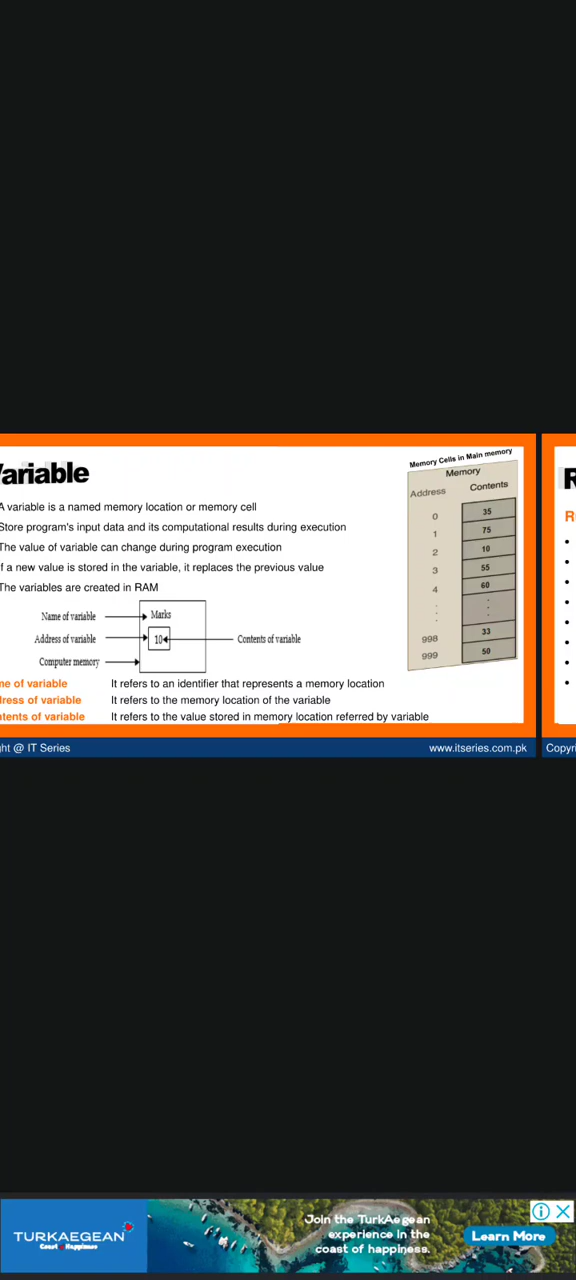 Variable
A variable is a named memory location or memory cell
Store program's input data and its computational results during execution
The value of variable can change during program execution
If a new value is stored in the variable, it replaces the previous value
The variables are created in RAM
Name of variable
Marks
Address of variable
10
Contents of variable
Computer memory
me of variable It refers to an identifier that represents a memory location
dress of variable It refers to the memory location of the variable
ntents of variable It refers to the value stored in memory location referred by variable
Memory Cells in Main memory
Memory
Address Contents
0 35
1 75
2 10
3 55
4 60
998 33
999 50
ght @ IT Series www.itseries.com.pk
R
R
Copyri
TURKAEGEAN
Coast of Happiness
Join the TurkAegean
experience in the
coast of happiness.
Learn More